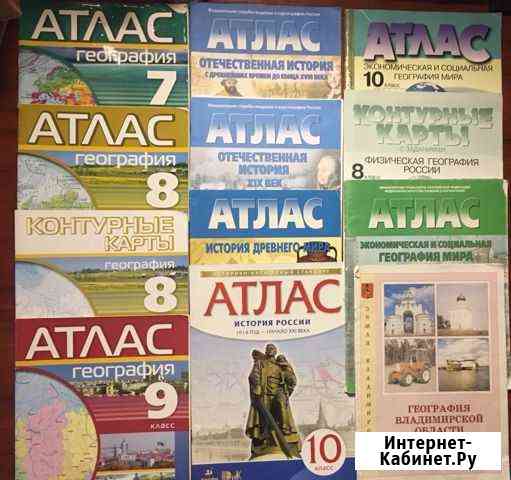 АТЛАС
география
7
АТЛАС
география
8
КОНТУРНЫЕ
КАРТЫ
география
8
АТЛАС
география
9
КЛАСС
АТЛАС
ОТЕЧЕСТВЕННАЯ ИСТОРИЯ
С ДРЕВНЕЙШИХ ВРЕМЕН ДО КОНЦА XVIII ВЕКА
АТЛАС
ОТЕЧЕСТВЕННАЯ
ИСТОРИЯ
XIX ВЕК
АТЛАС
ИСТОРИЯ ДРЕВНЕГО МИРА
АТЛАС
ИСТОРИЯ РОССИИ
1914 ГОД – НАЧАЛО XXI ВЕКА
10
КЛАСС
АТЛАС
ЭКОНОМИЧЕСКАЯ И СОЦИАЛЬНАЯ
10 ГЕОГРАФИЯ МИРА
КЛАСС
КОНТУРНЫЕ
КАРТЫ
С ЗАДАНИЯМИ
8 ФИЗИЧЕСКАЯ ГЕОГРАФИЯ
РОССИИ
АТЛАС
ЭКОНОМИЧЕСКАЯ И СОЦИАЛЬНАЯ
ГЕОГРАФИЯ МИРА
ГЕОГРАФИЯ
ВЛАДИМИРСКОЙ
ОБЛАСТИ
Интернет-
Кабинет.Ру